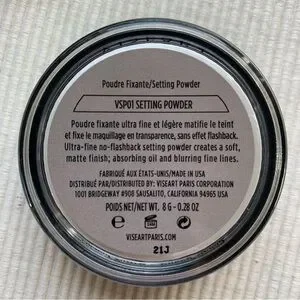 Poudre Fixante/Setting Powder
VSP01 SETTING POWDER
Poudre fixante ultra fine et légère matifie le teint
et fixe le maquillage en transparence, sans effet flashback.
Ultra-fine no-flashback setting powder creates a soft,
matte finish; absorbing oil and blurring fine lines.
FABRIQUÉ AUX ÉTATS-UNIS/MADE IN USA
DISTRIBUÉ PAR/DISTRIBUTED BY: VISEART PARIS CORPORATION
1001 BRIDGEWAY #908 SAUSALITO, CALIFORNIA 94965 USA
POIDS NET/NET WT. 8 G - 0.28 OZ
VISEARTPARIS.COM
21J